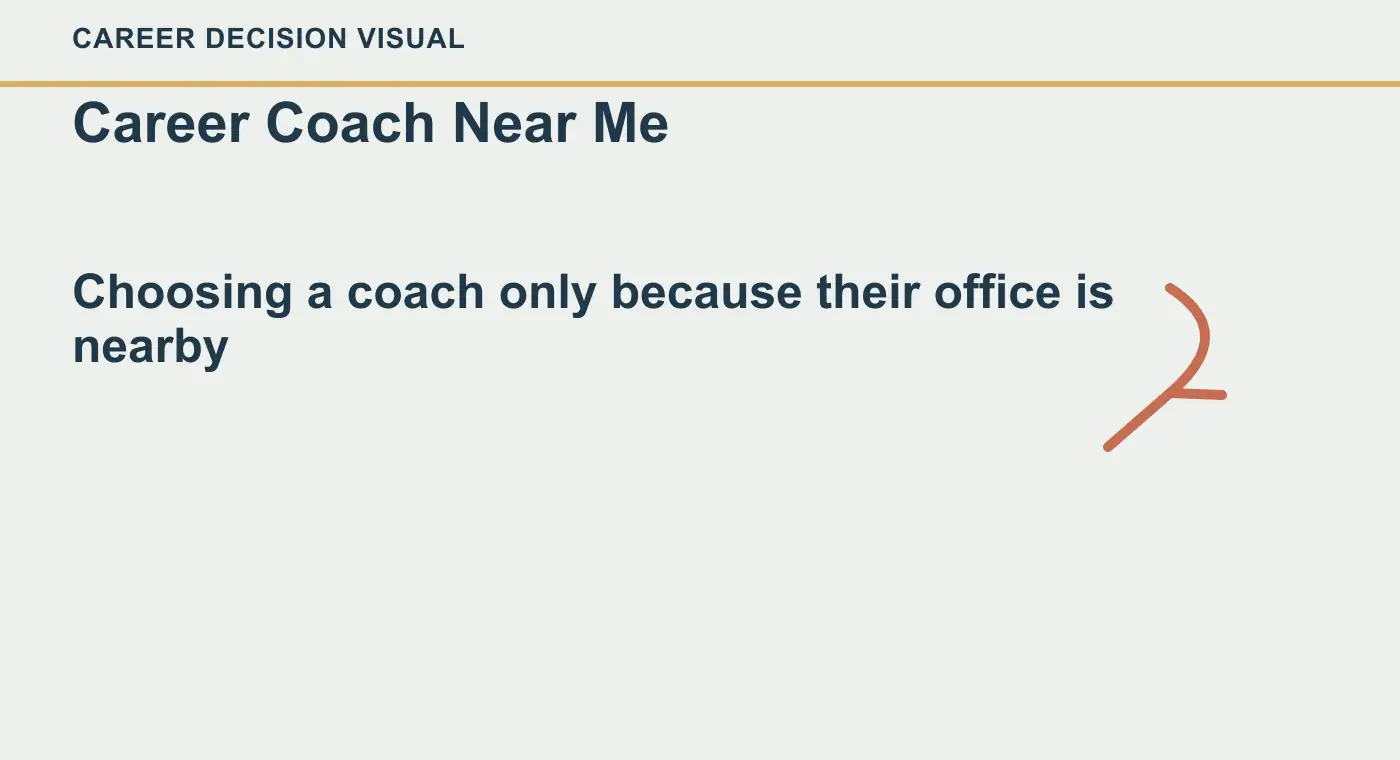 CAREER DECISION VISUAL
Career Coach Near Me
Choosing a coach only because their office is
nearby